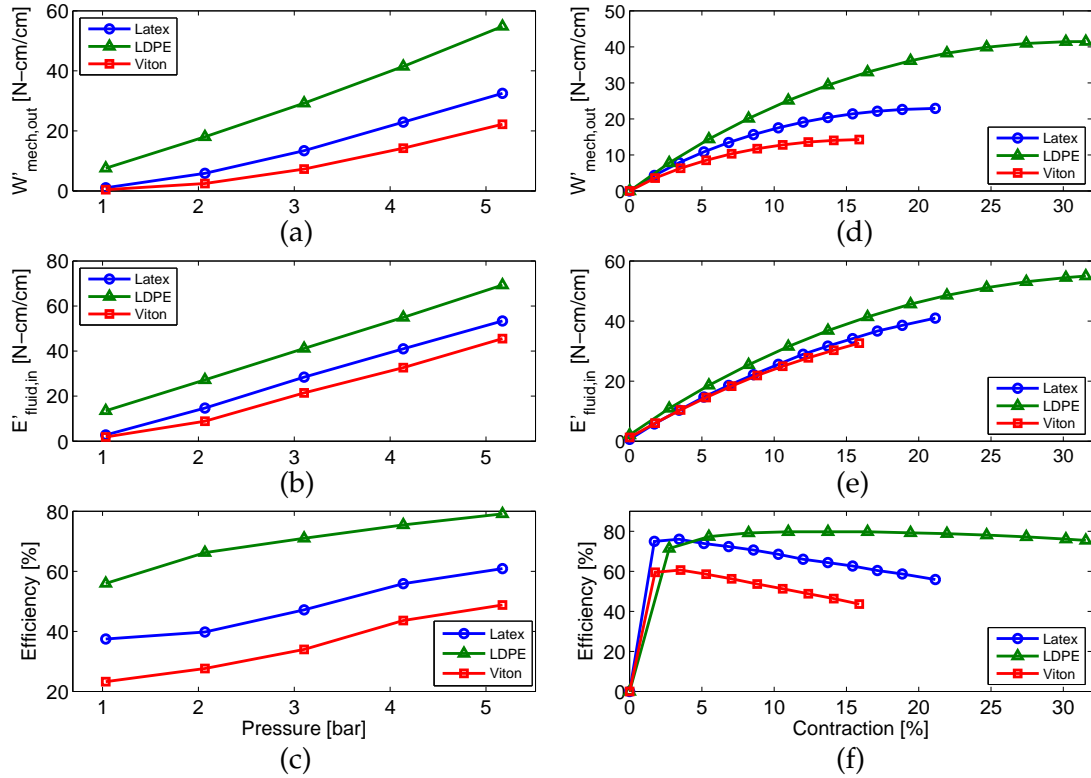 W'mech,out [N−cm/cm]
60
40
20
0
Latex
LDPE
Viton
1 2 3 4 5
(a)
W'mech,out [N−cm/cm]
50
40
30
20
10
0
Latex
LDPE
Viton
0 5 10 15 20 25 30
(d)
E'fluid,in [N−cm/cm]
80
60
40
20
0
Latex
LDPE
Viton
1 2 3 4 5
(b)
E'fluid,in [N−cm/cm]
60
40
20
0
Latex
LDPE
Viton
0 5 10 15 20 25 30
(e)
Efficiency [%]
80
60
40
20
Latex
LDPE
Viton
1 2 3 4 5
Pressure [bar]
(c)
Efficiency [%]
80
60
40
20
0
Latex
LDPE
Viton
0 5 10 15 20 25 30
Contraction [%]
(f)